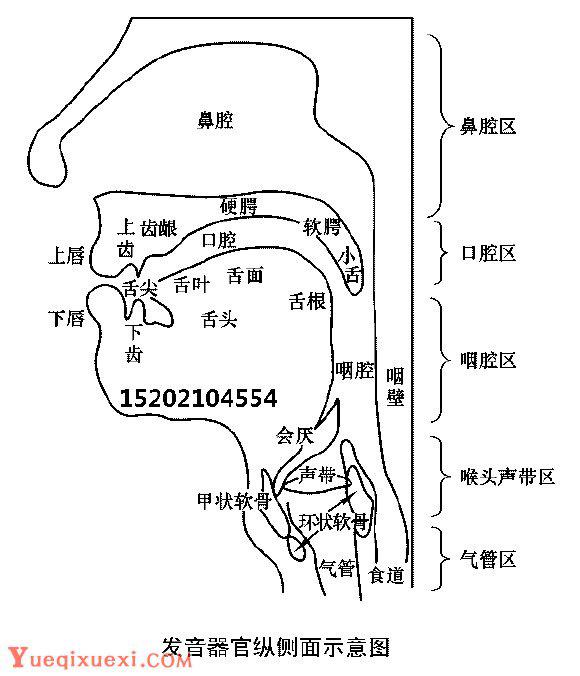 鼻腔
鼻腔区
硬腭
上齿
齿龈
软腭
口腔
小舌
上唇
口腔区
舌尖
舌叶
舌面
舌根
下唇
舌头
下齿
咽腔
咽壁
咽腔区
15202104554
会厌
声带
喉头声带区
甲状软骨
环状软骨
气管
食道
气管区
发音器官纵侧面示意图
Yueqixuexi.com